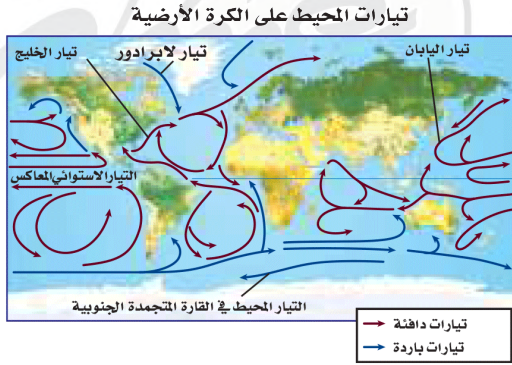 تيارات المحيط على الكرة الأرضية
تيار اليابان
تيار لابرادور
تيار الخليج
التيار الاستوائي المعاكس
التيار المحيط في القارة المتجمدة الجنوبية
تيارات دافئة
تيارات باردة